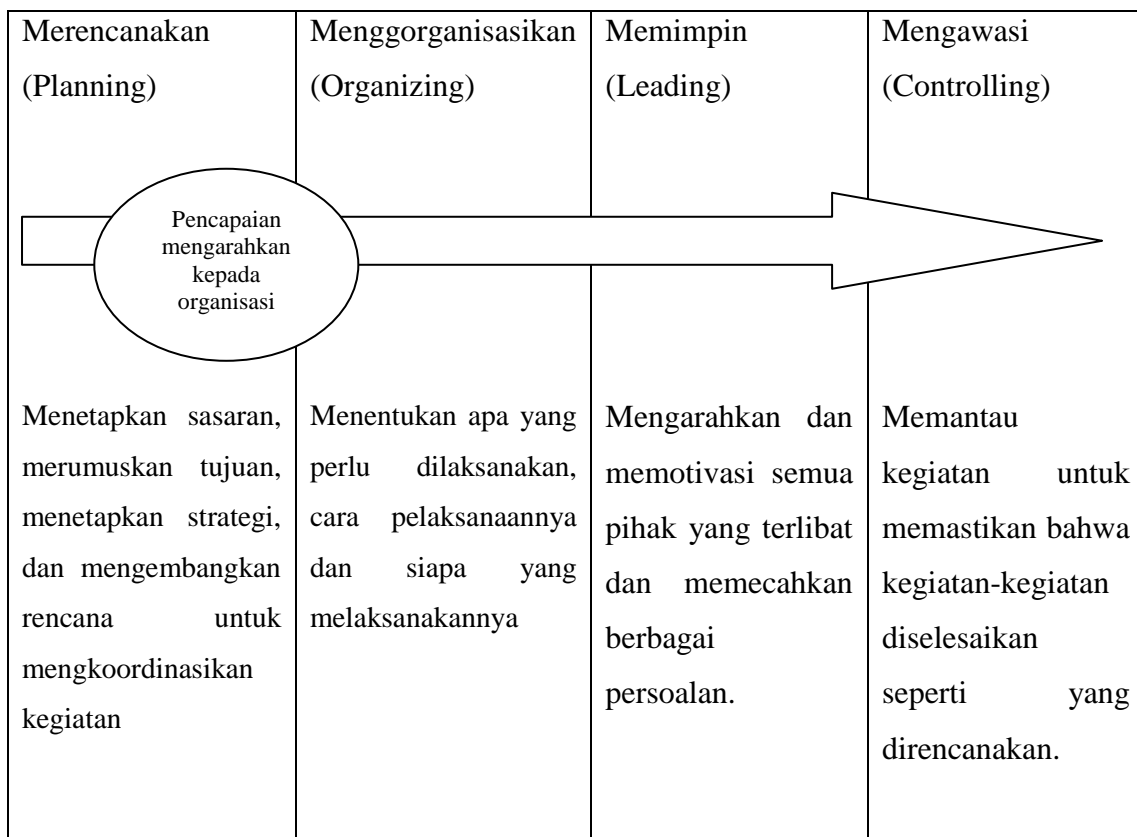 Merencanakan
(Planning)
Menggorganisasikan
(Organizing)
Memimpin
(Leading)
Mengawasi
(Controlling)
Pencapaian
mengarahkan
kepada
organisasi
Menetapkan sasaran,
merumuskan tujuan,
menetapkan strategi,
dan mengembangkan
rencana untuk
mengkoordinasikan
kegiatan
Menentukan apa yang
perlu dilaksanakan,
cara pelaksanaannya
dan siapa yang
melaksanakannya
Mengarahkan dan
memotivasi semua
pihak yang terlibat
dan memecahkan
berbagai
persoalan.
Memantau
kegiatan untuk
memastikan bahwa
kegiatan-kegiatan
diselesaikan
seperti yang
direncanakan.